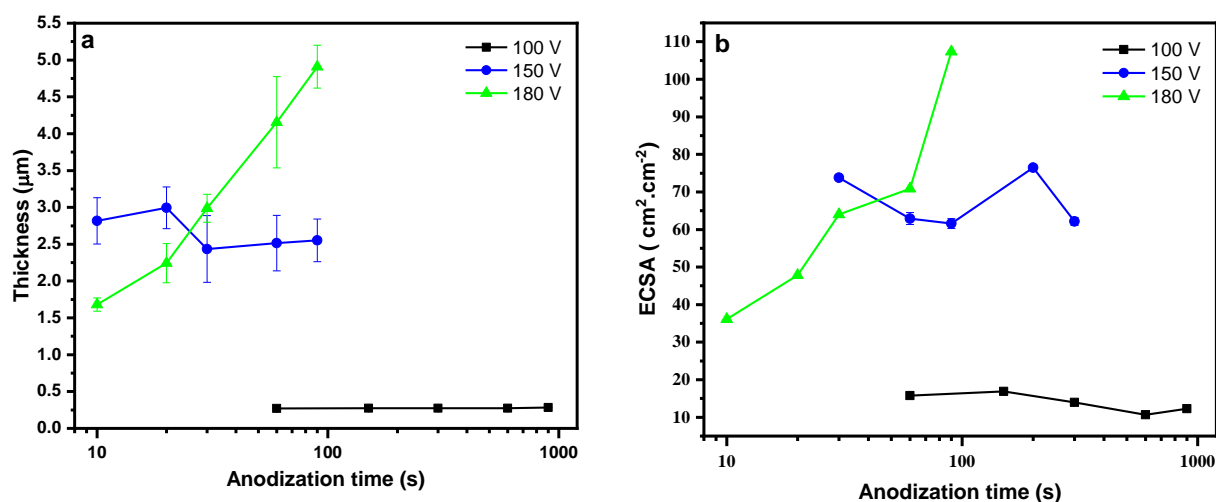 a
100 V
150 V
180 V
5.5
5.0
4.5
4.0
3.5
3.0
2.5
2.0
1.5
1.0
0.5
0.0
Thickness (μm)
10
100
1000
Anodization time (s)
b
100 V
150 V
180 V
110
100
90
80
70
60
50
40
30
20
10
ECSA ( cm².cm⁻²)
10
100
1000
Anodization time (s)